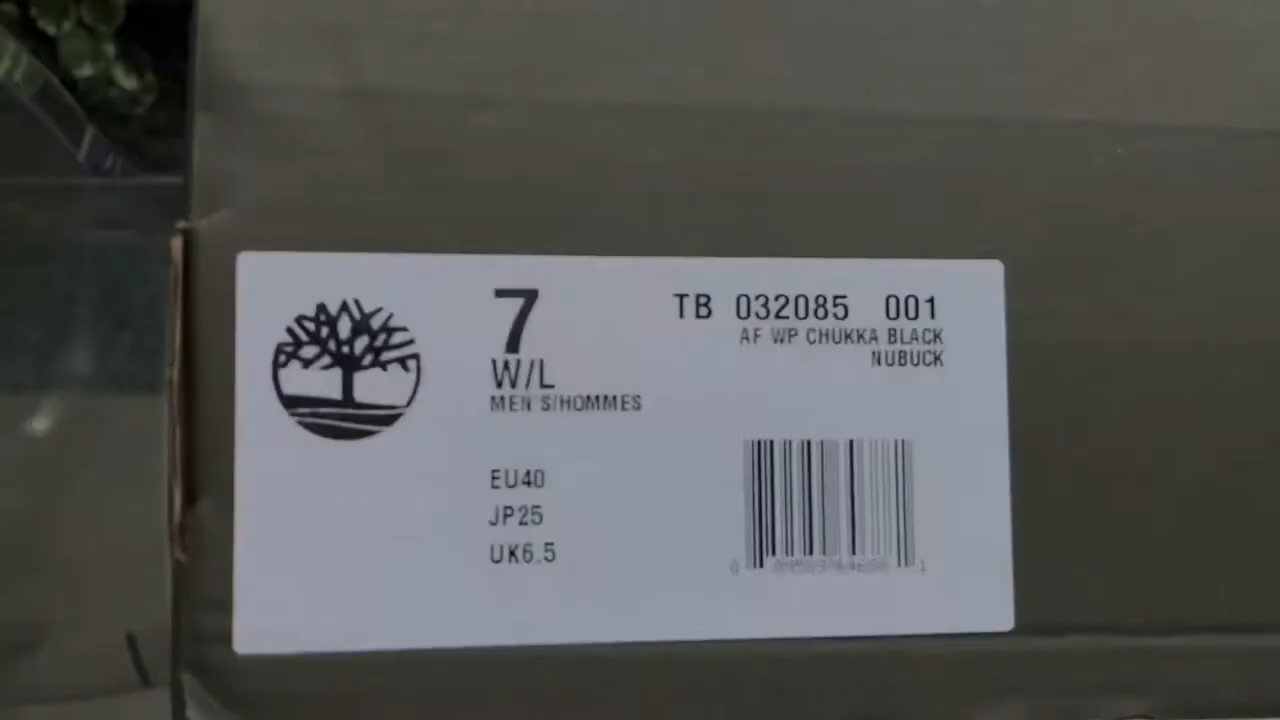 7
W/L
MEN S/HOMMES
EU40
JP25
UK6.5
TB 032085 001
AF WP CHUKKA BLACK
NUBUCK